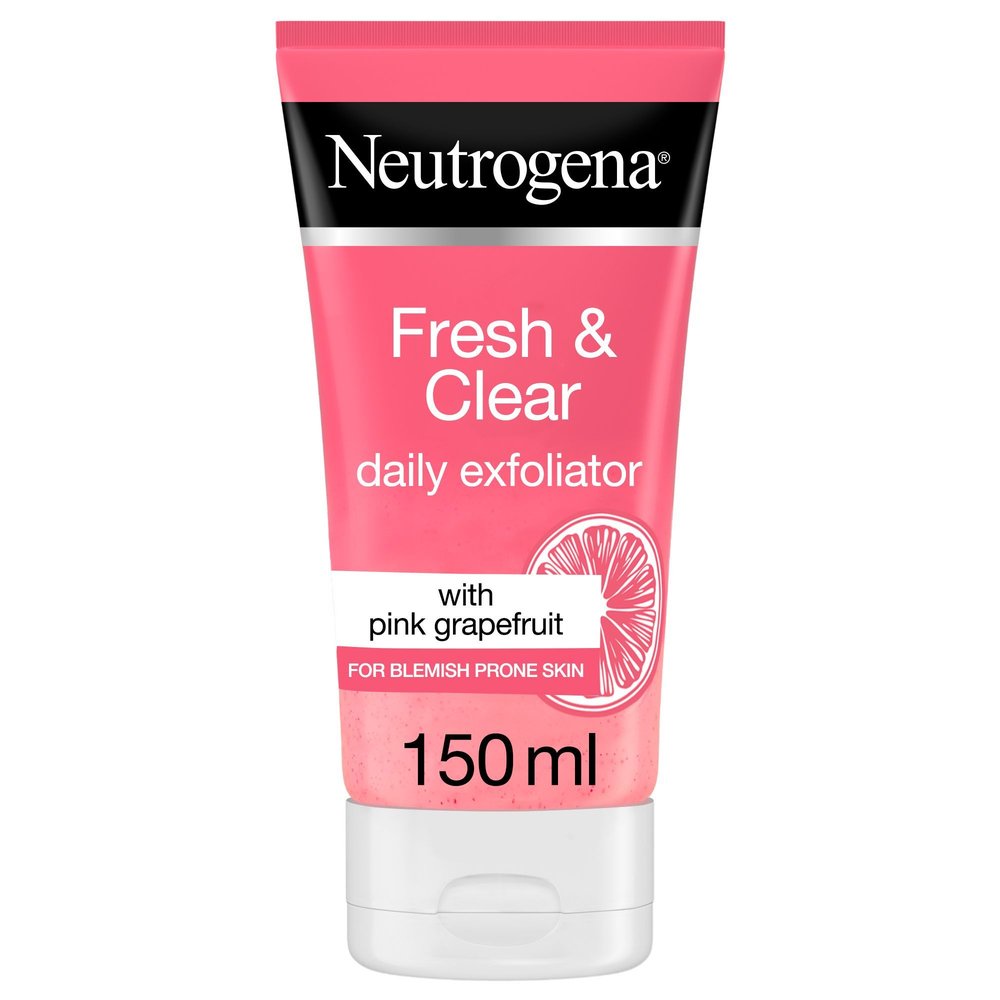 Neutrogena®
Fresh &
Clear
daily exfoliator
with
pink grapefruit
FOR BLEMISH PRONE SKIN
150 ml